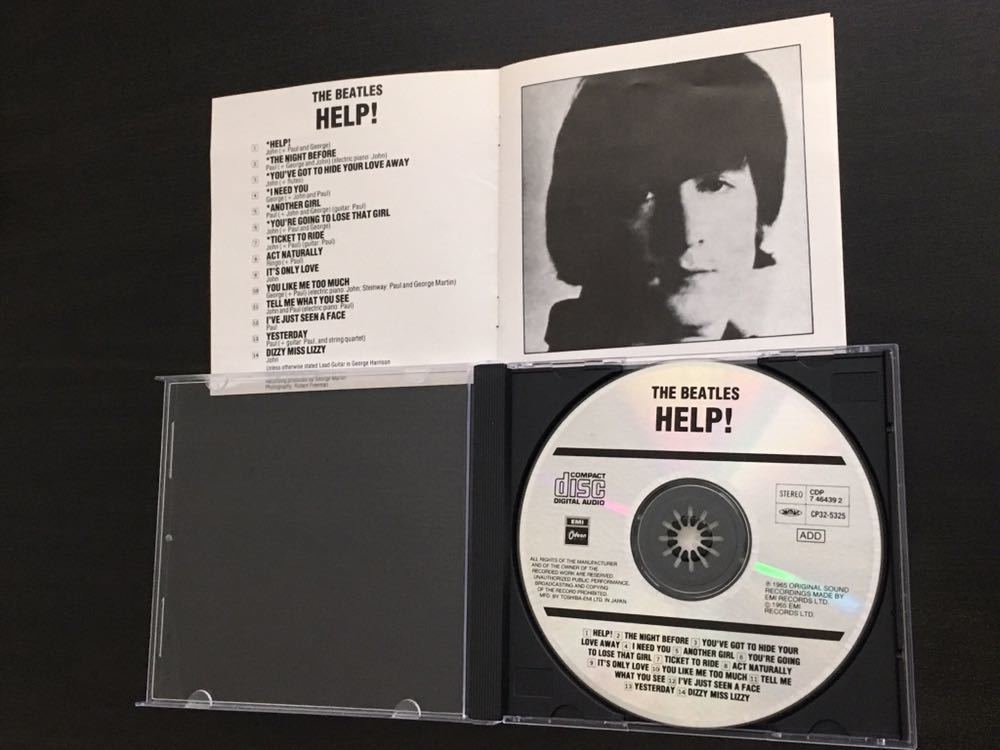 THE BEATLES
HELP!
1 *HELP!
John (+ Paul and George)
2 *THE NIGHT BEFORE
Paul (+ George and John) (electric piano: John)
3 *YOU'VE GOT TO HIDE YOUR LOVE AWAY
John (+ flutes)
4 *I NEED YOU
George (+ John and Paul)
5 *ANOTHER GIRL
Paul (+ John and George) (guitar: Paul)
6 *YOU'RE GOING TO LOSE THAT GIRL
John (+ Paul and George)
7 *TICKET TO RIDE
John (+ Paul) (guitar: Paul)
8 ACT NATURALLY
Ringo (+ Paul)
9 IT'S ONLY LOVE
John
10 YOU LIKE ME TOO MUCH
George (+ Paul) (electric piano: John; Steinway: Paul and George Martin)
11 TELL ME WHAT YOU SEE
John and Paul (electric piano: Paul)
12 I'VE JUST SEEN A FACE
Paul
13 YESTERDAY
Paul (+ guitar: Paul, and string quartet)
14 DIZZY MISS LIZZY
John
Unless otherwise stated Lead Guitar is George Harrison
Recording produced by George Martin
Photography: Robert Freeman
THE BEATLES
HELP!
COMPACT
disc
DIGITAL AUDIO
EMI
Odeon
STEREO
CDP
7 46439 2
CP32-5325
ADD
ALL RIGHTS OF THE MANUFACTURER
AND OF THE OWNER OF THE
RECORDED WORK ARE RESERVED
UNAUTHORIZED PUBLIC PERFORMANCE,
BROADCASTING AND COPYING
OF THE RECORD PROHIBITED.
MFD. BY TOSHIBA-EMI LTD. IN JAPAN
℗ 1965 ORIGINAL SOUND
RECORDINGS MADE BY
EMI RECORDS LTD.
© 1965 EMI
RECORDS LTD.
1 HELP! 2 THE NIGHT BEFORE 3 YOU'VE GOT TO HIDE YOUR
LOVE AWAY 4 I NEED YOU 5 ANOTHER GIRL 6 YOU'RE GOING
TO LOSE THAT GIRL 7 TICKET TO RIDE 8 ACT NATURALLY
9 IT'S ONLY LOVE 10 YOU LIKE ME TOO MUCH 11 TELL ME
WHAT YOU SEE 12 I'VE JUST SEEN A FACE
13 YESTERDAY 14 DIZZY MISS LIZZY